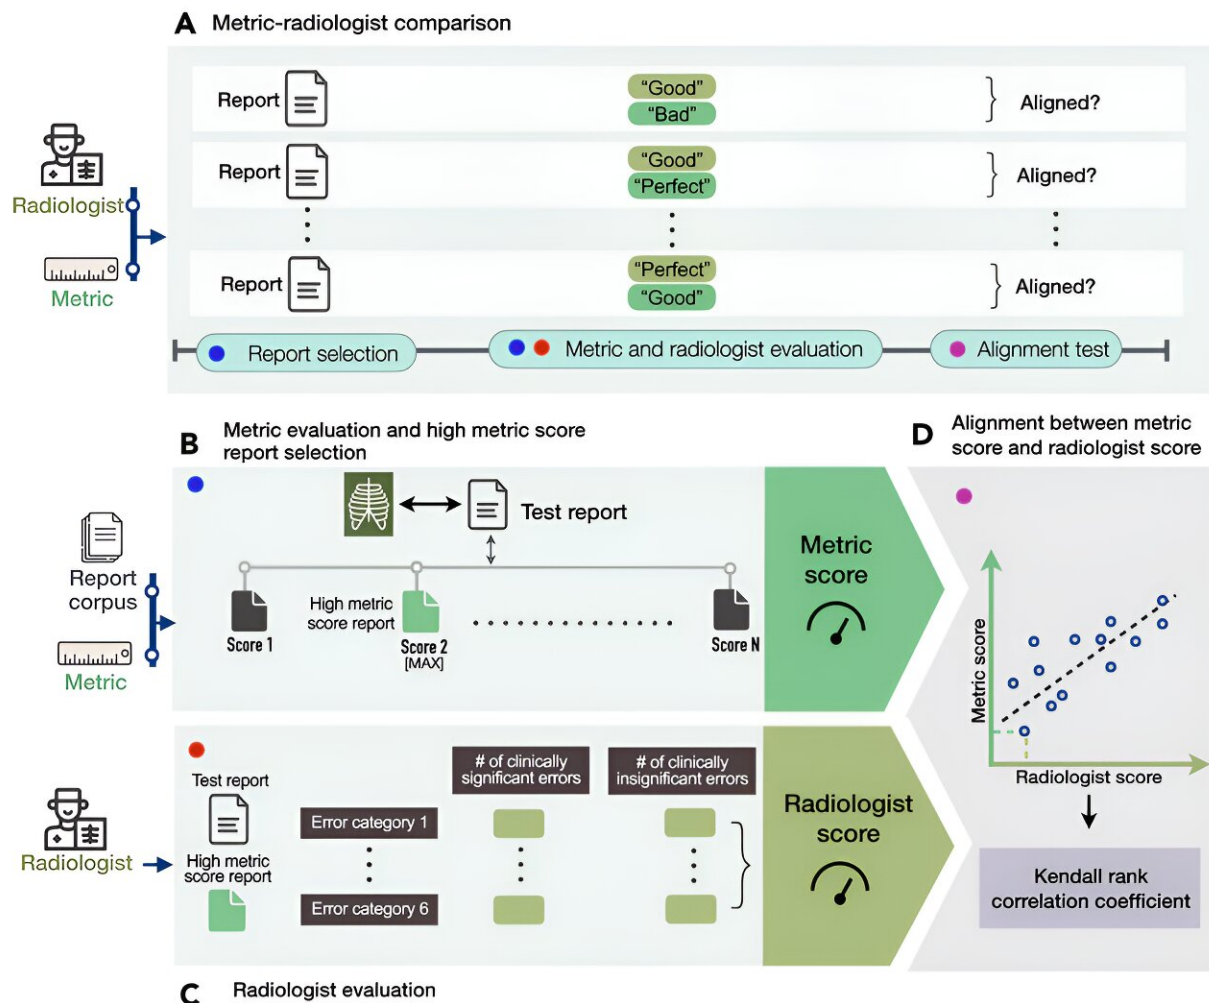 A Metric-radiologist comparison
Report
"Good"
"Bad"
Aligned?
Report
"Good"
"Perfect"
Aligned?
Radiologist
Metric
Report
"Perfect"
"Good"
Aligned?
Report selection
Metric and radiologist evaluation
Alignment test
B Metric evaluation and high metric score
report selection
Test report
Report
corpus
Metric
High metric
score report
Score 1
Score 2
[MAX]
Score N
Metric
score
Radiologist
Test report
High metric
score report
# of clinically
significant errors
# of clinically
insignificant errors
Error category 1
Error category 6
Radiologist
score
C Radiologist evaluation
D Alignment between metric
score and radiologist score
Metric score
Radiologist score
Kendall rank
correlation coefficient